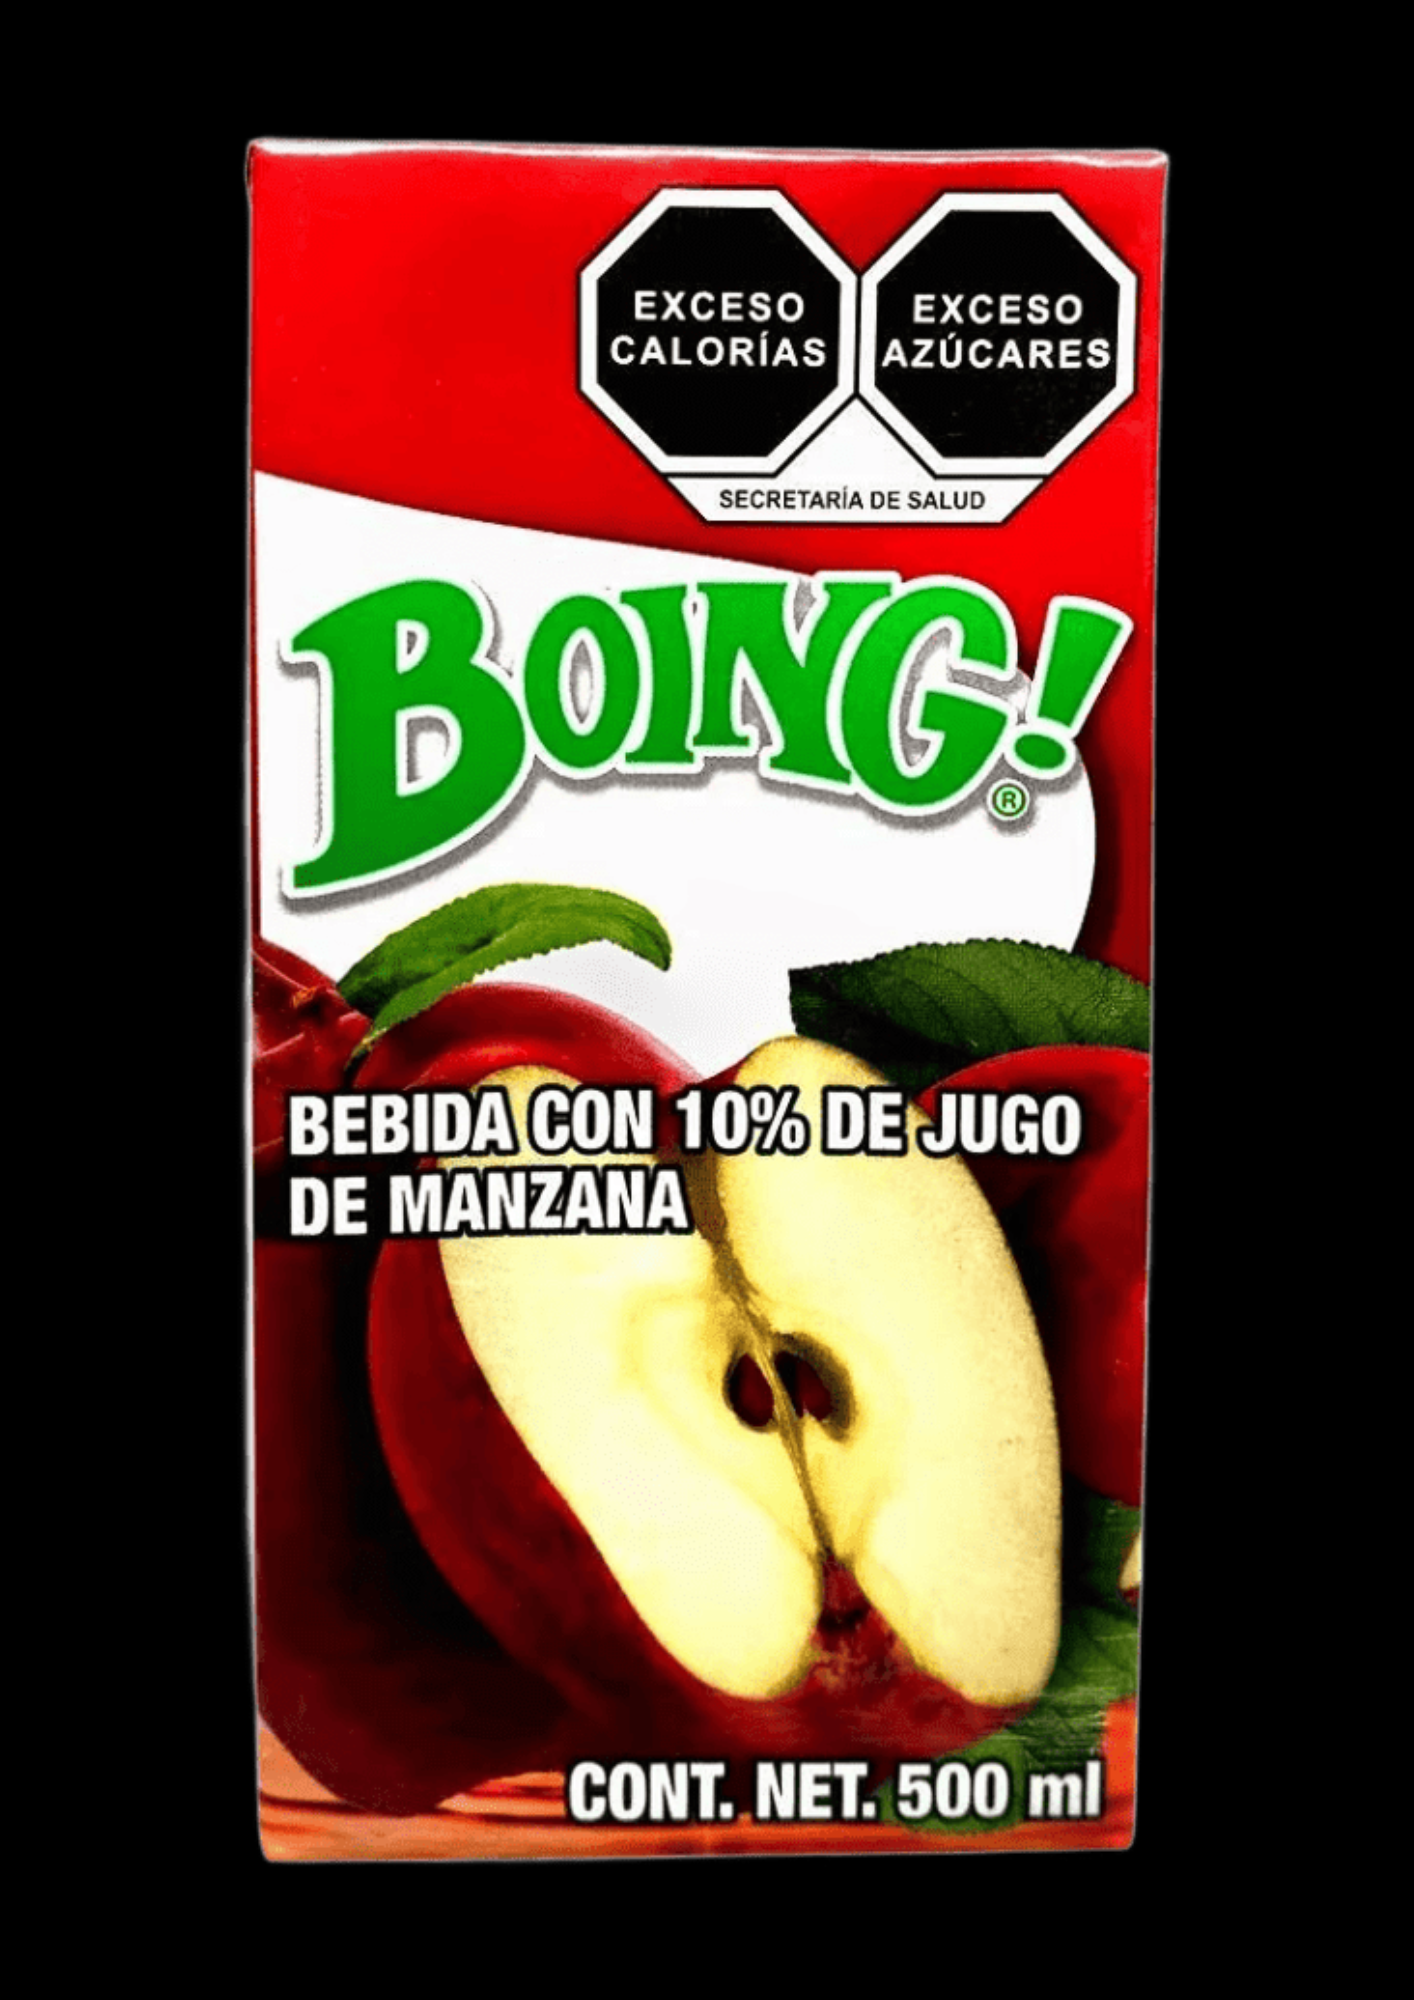 EXCESO
CALORÍAS
EXCESO
AZÚCARES
SECRETARÍA DE SALUD
BOING!
®
BEBIDA CON 10% DE JUGO
DE MANZANA
CONT. NET. 500 ml